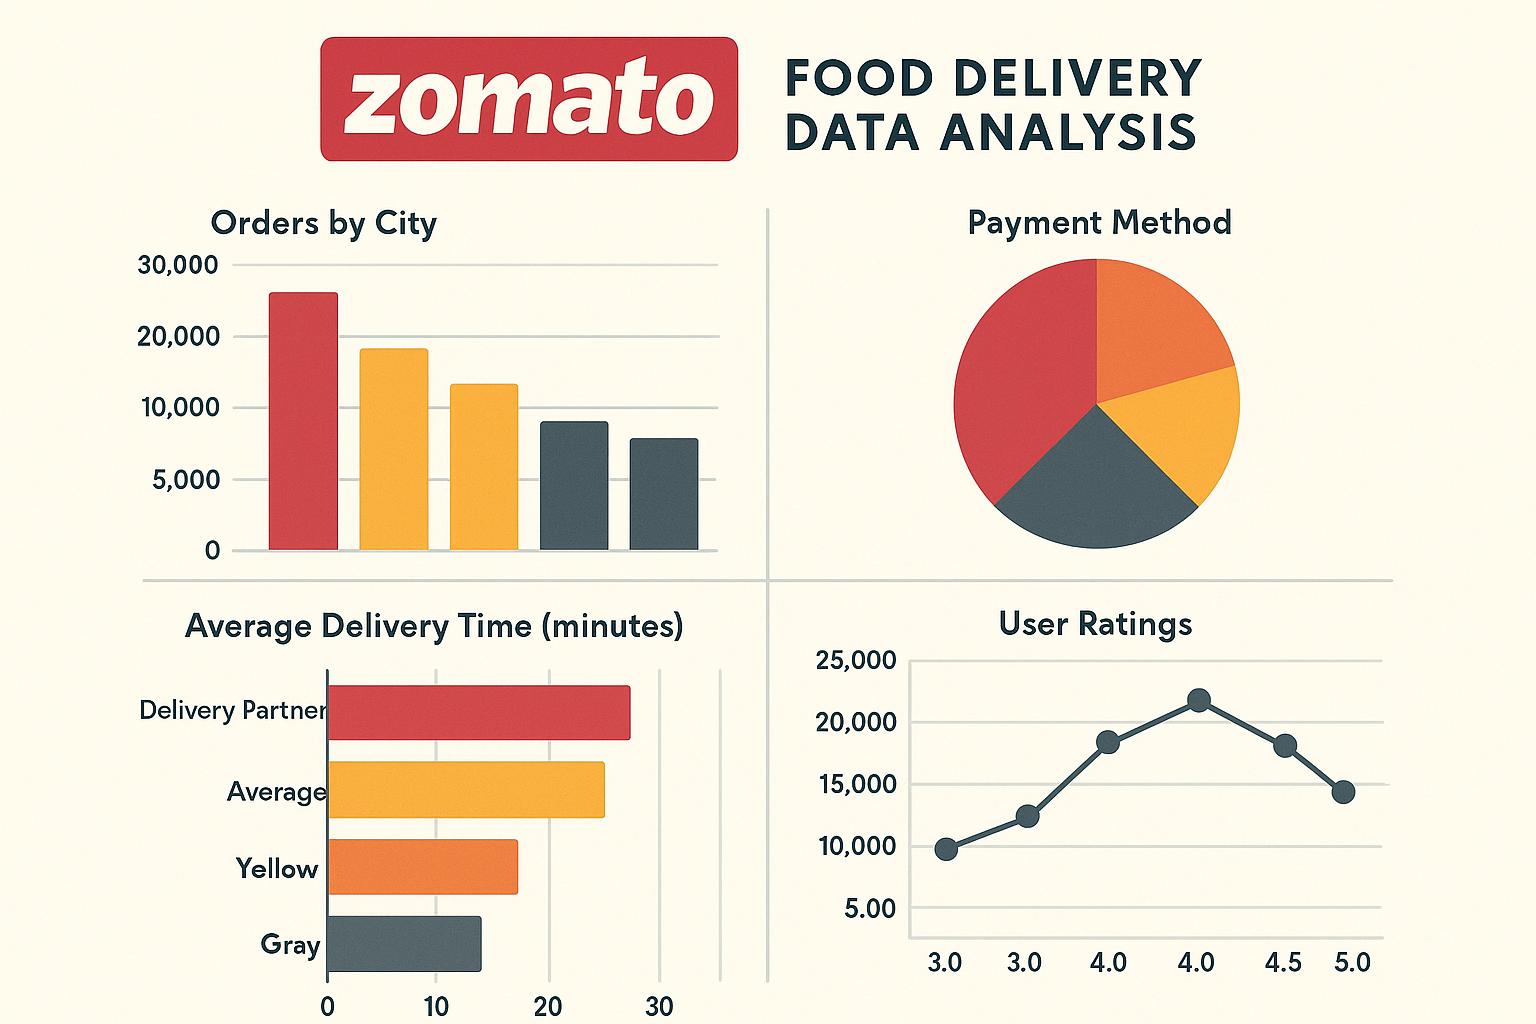 zomato
FOOD DELIVERY
DATA ANALYSIS
Orders by City
30,000
20,000
10,000
5,000
0
Payment Method
Average Delivery Time (minutes)
Delivery Partner
Average
Yellow
Gray
0 10 20 30
User Ratings
25,000
20,000
15,000
10,000
5.00
3.0 3.0 4.0 4.0 4.5 5.0